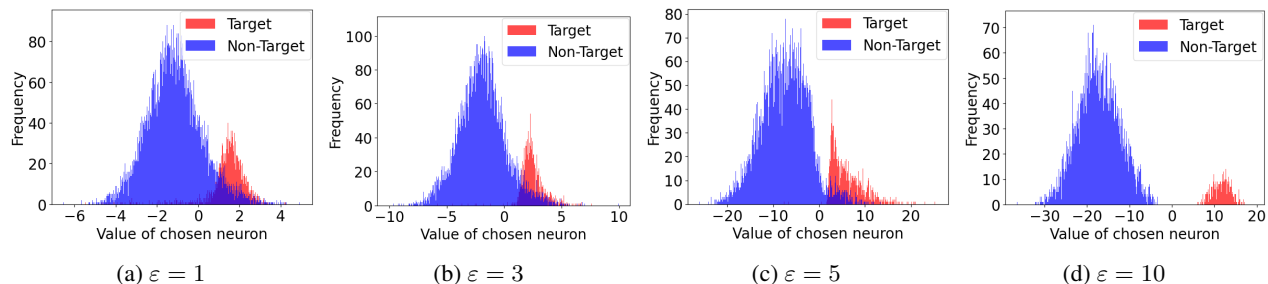 Target
Non-Target
Frequency
80
60
40
20
0
−6 −4 −2 0 2 4
Value of chosen neuron
(a) ε = 1
Target
Non-Target
Frequency
100
80
60
40
20
0
−10 −5 0 5 10
Value of chosen neuron
(b) ε = 3
Target
Non-Target
Frequency
80
70
60
50
40
30
20
10
0
−20 −10 0 10 20
Value of chosen neuron
(c) ε = 5
Target
Non-Target
Frequency
70
60
50
40
30
20
10
0
−30 −20 −10 0 10 20
Value of chosen neuron
(d) ε = 10